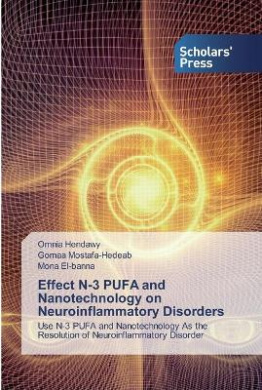 Scholars'
Press
Omnia Hendawy
Gomaa Mostafa-Hedeab
Mona El-banna
Effect N-3 PUFA and
Nanotechnology on
Neuroinflammatory Disorders
Use N-3 PUFA and Nanotechnology As the
Resolution of Neuroinflammatory Disorder